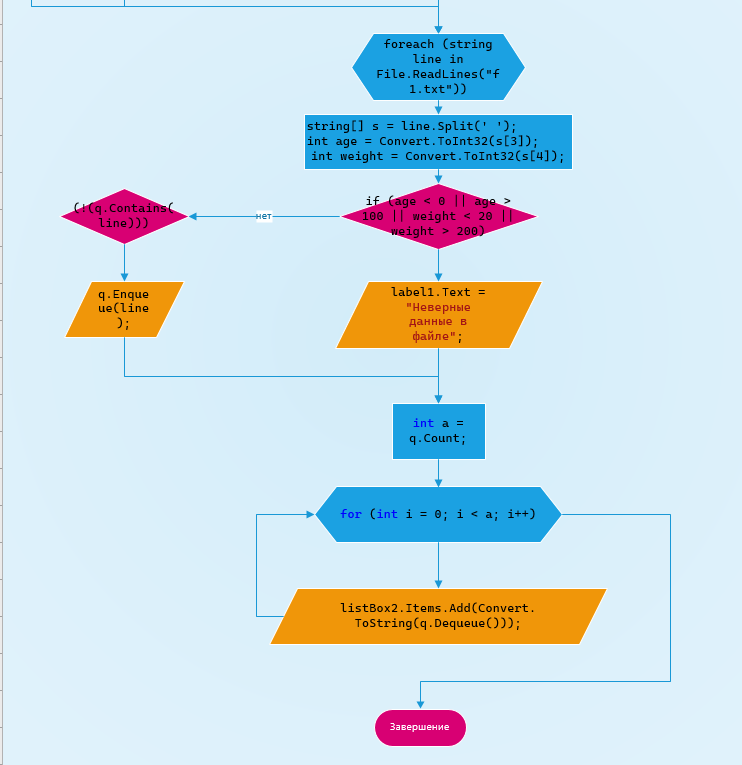 foreach (string
line in
File.ReadLines("f
1.txt"))
string[] s = line.Split(' ');
int age = Convert.ToInt32(s[3]);
int weight = Convert.ToInt32(s[4]);
if (age < 0 || age >
100 || weight < 20 ||
weight > 200)
нет
(!(q.Contains(
line)))
q.Enque
ue(line
);
label1.Text =
"Неверные
данные в
файле";
int a =
q.Count;
for (int i = 0; i < a; i++)
listBox2.Items.Add(Convert.
ToString(q.Dequeue()));
Завершение